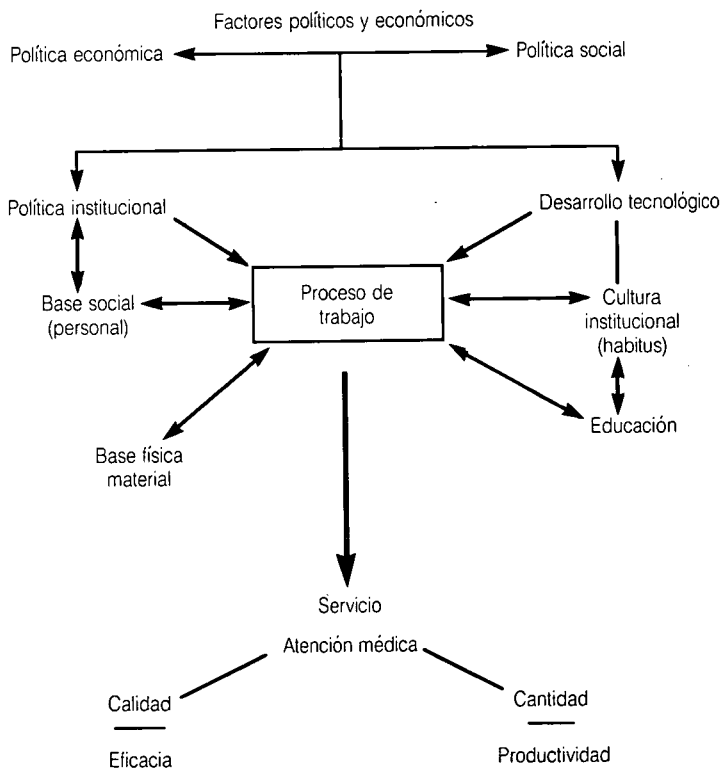 Factores políticos y económicos
Política económica
Política social
Política institucional
Desarrollo tecnológico
Base social
(personal)
Proceso de
trabajo
Cultura
institucional
(habitus)
Educación
Base física
material
Servicio
Atención médica
Calidad
Cantidad
Eficacia
Productividad